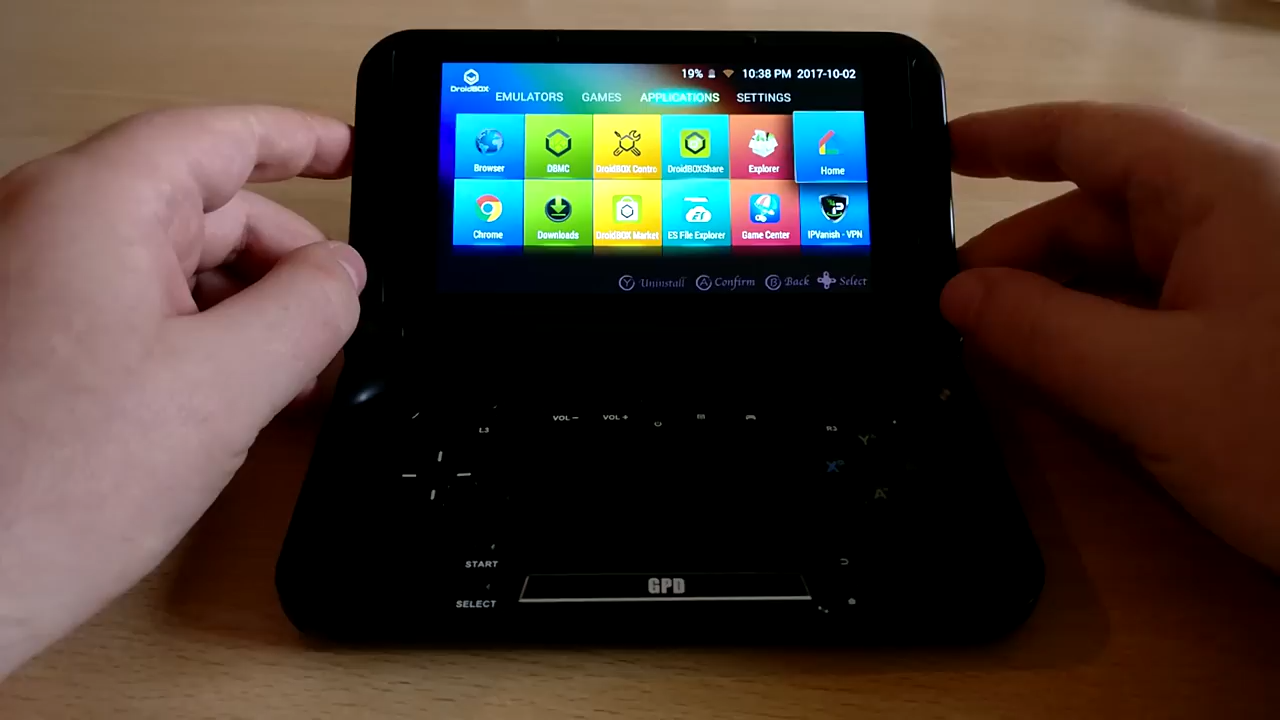 19% 10:38 PM 2017-10-02
DroidBOX
EMULATORS GAMES APPLICATIONS SETTINGS
Browser DBMC DroidBOX Contro DroidBOXShare Explorer Home
Chrome Downloads DroidBOX Market ES File Explorer Game Center IPVanish - VPN
Y Uninstall A Confirm B Back Select
VOL- VOL+
L3 R3
Y
X
A
START
GPD
SELECT